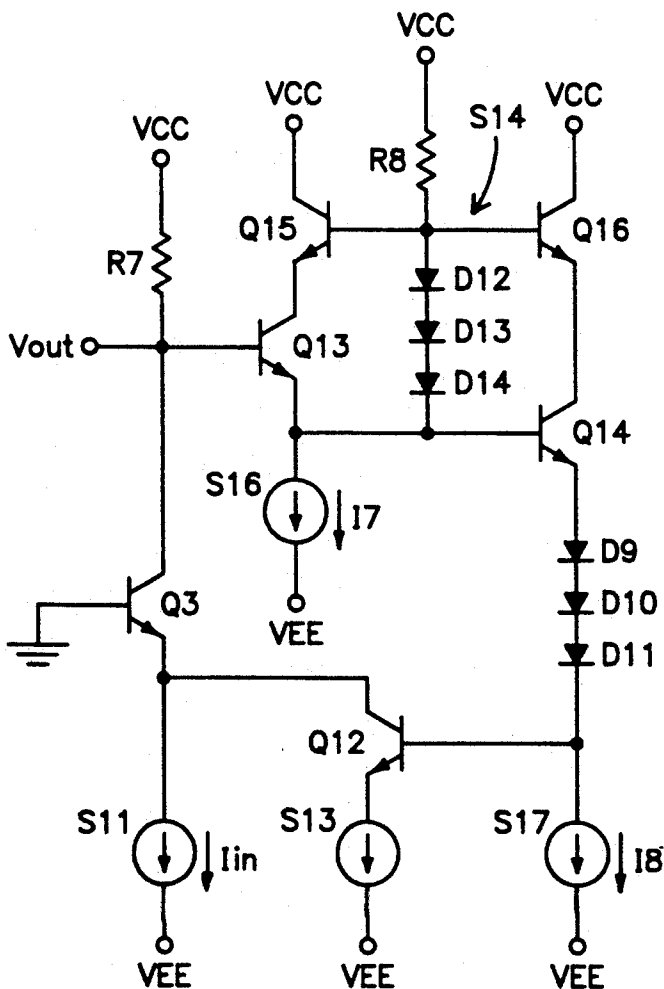 VCC
VCC
VCC
VCC
S14
R8
Q15
Q16
R7
D12
D13
D14
Vout
Q13
Q14
S16
I7
D9
D10
D11
Q3
VEE
Q12
S11
S13
S17
Iin
I8
VEE
VEE
VEE